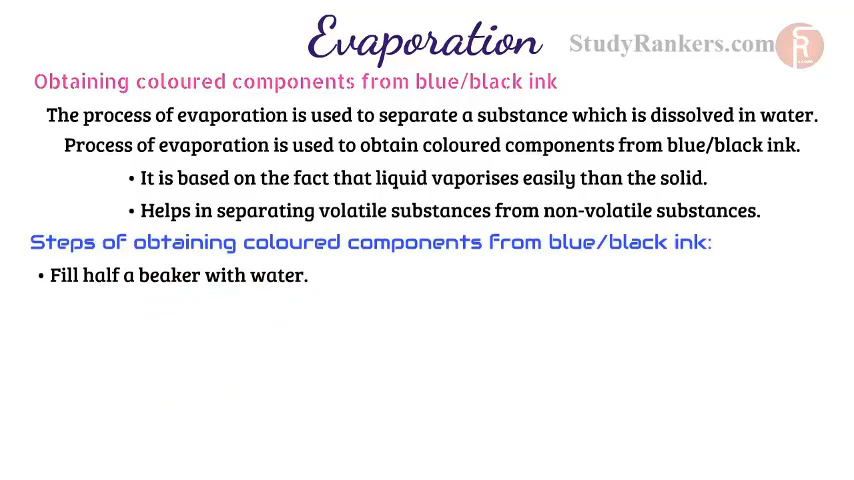 Evaporation
StudyRankers.com
Obtaining coloured components from blue/black ink
The process of evaporation is used to separate a substance which is dissolved in water.
Process of evaporation is used to obtain coloured components from blue/black ink.
• It is based on the fact that liquid vaporises easily than the solid.
• Helps in separating volatile substances from non-volatile substances.
Steps of obtaining coloured components from blue/black ink:
• Fill half a beaker with water.